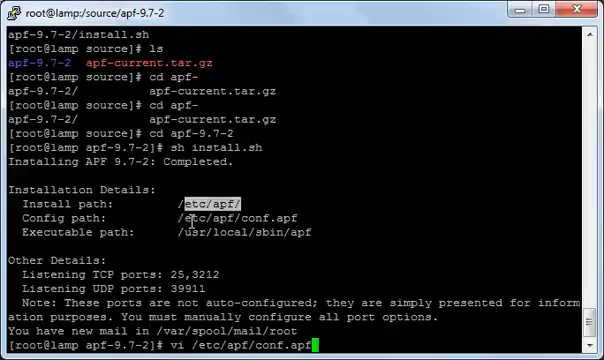 root@lamp:/source/apf-9.7-2
apf-9.7-2/install.sh
[root@lamp source]# ls
apf-9.7-2  apf-current.tar.gz
[root@lamp source]# cd apf-
apf-9.7-2/          apf-current.tar.gz
[root@lamp source]# cd apf-
apf-9.7-2/          apf-current.tar.gz
[root@lamp source]# cd apf-9.7-2
[root@lamp apf-9.7-2]# sh install.sh
Installing APF 9.7-2: Completed.
Installation Details:
  Install path:         /etc/apf/
  Config path:          /etc/apf/conf.apf
  Executable path:      /usr/local/sbin/apf
Other Details:
  Listening TCP ports: 25,3212
  Listening UDP ports: 39911
  Note: These ports are not auto-configured; they are simply presented for inform
ation purposes. You must manually configure all port options.
You have new mail in /var/spool/mail/root
[root@lamp apf-9.7-2]# vi /etc/apf/conf.apf